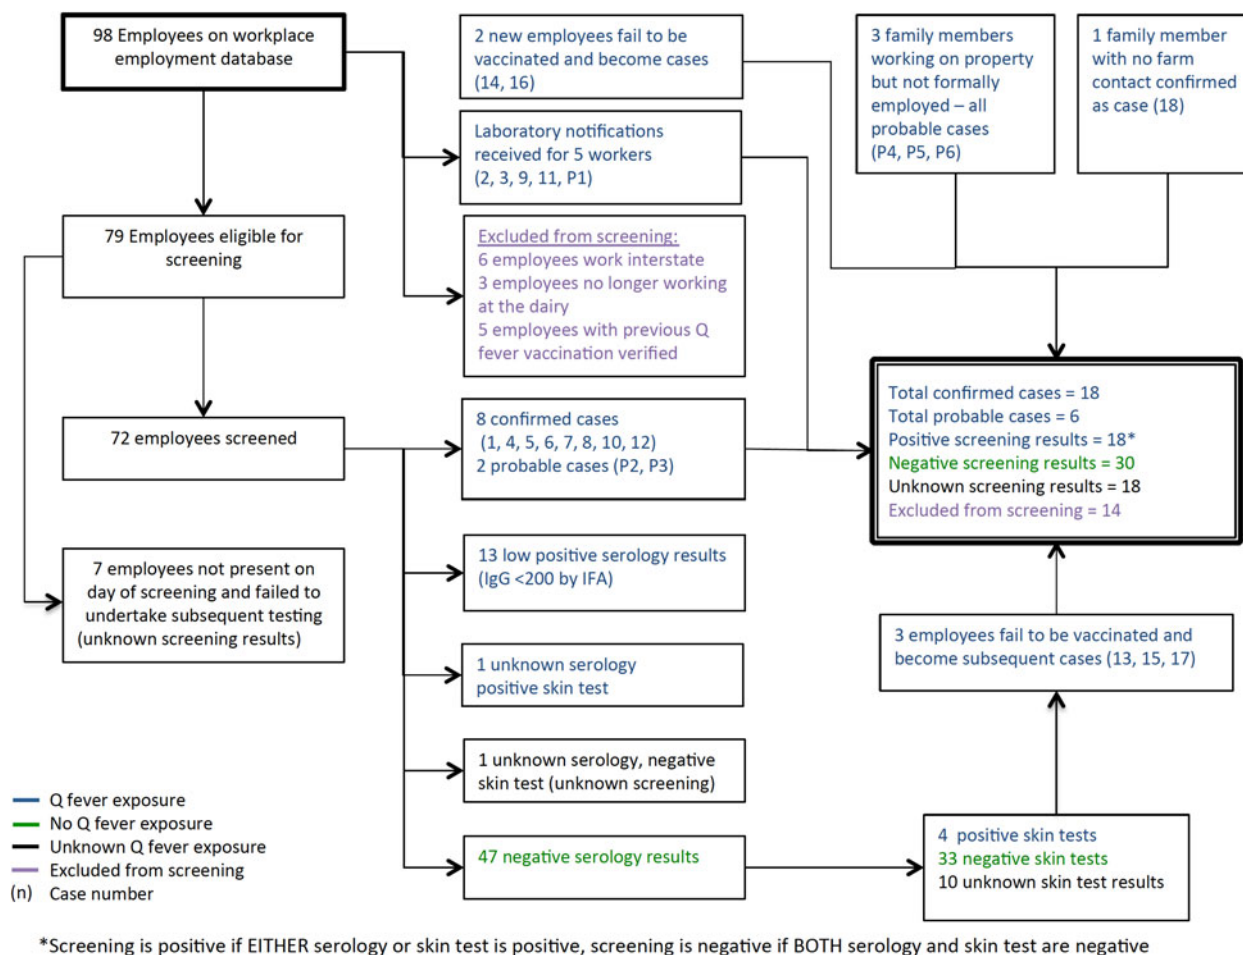 98 Employees on workplace
employment database
2 new employees fail to be
vaccinated and become cases
(14, 16)
3 family members
working on property
but not formally
employed – all
probable cases
(P4, P5, P6)
1 family member
with no farm
contact confirmed
as case (18)
Laboratory notifications
received for 5 workers
(2, 3, 9, 11, P1)
79 Employees eligible for
screening
Excluded from screening:
6 employees work interstate
3 employees no longer working
at the dairy
5 employees with previous Q
fever vaccination verified
72 employees screened
8 confirmed cases
(1, 4, 5, 6, 7, 8, 10, 12)
2 probable cases (P2, P3)
Total confirmed cases = 18
Total probable cases = 6
Positive screening results = 18*
Negative screening results = 30
Unknown screening results = 18
Excluded from screening = 14
7 employees not present on
day of screening and failed to
undertake subsequent testing
(unknown screening results)
13 low positive serology results
(IgG <200 by IFA)
3 employees fail to be vaccinated and
become subsequent cases (13, 15, 17)
1 unknown serology
positive skin test
1 unknown serology, negative
skin test (unknown screening)
47 negative serology results
4 positive skin tests
33 negative skin tests
10 unknown skin test results
Q fever exposure
No Q fever exposure
Unknown Q fever exposure
Excluded from screening
(n) Case number
*Screening is positive if EITHER serology or skin test is positive, screening is negative if BOTH serology and skin test are negative